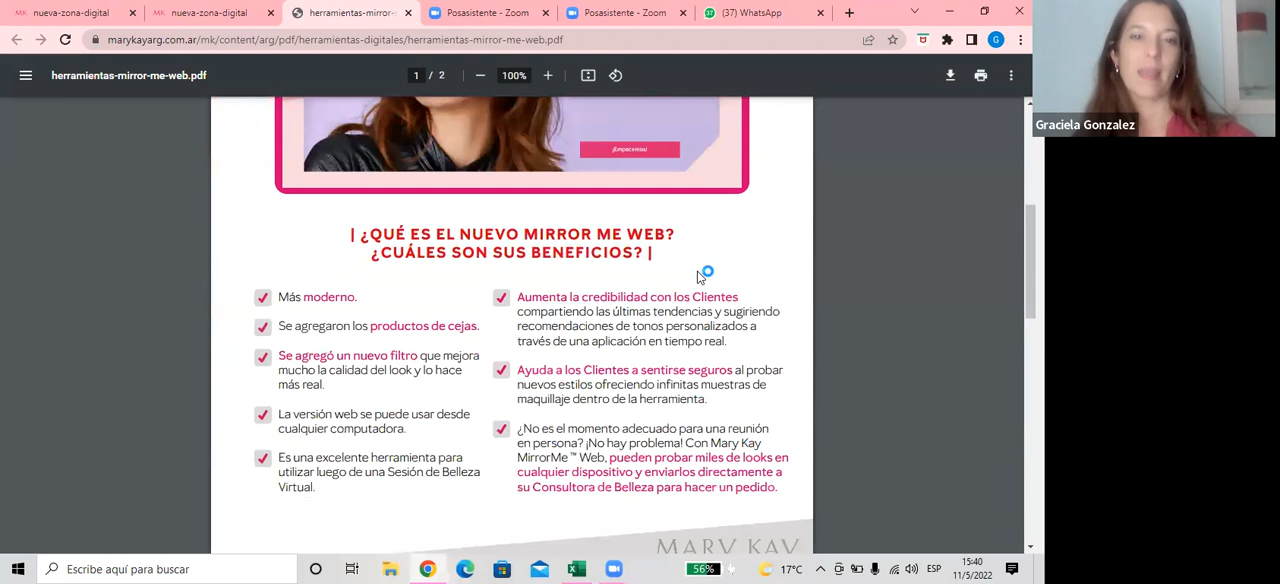 nueva-zona-digital
nueva-zona-digital
herramientas-mirror-
Posasistente - Zoom
Posasistente - Zoom
(37) WhatsApp
marykayarg.com.ar/mk/content/arg/pdf/herramientas-digitales/herramientas-mirror-me-web.pdf
G
herramientas-mirror-me-web.pdf
1 / 2
100%
Graciela Gonzalez
¡Empecemos!
| ¿QUÉ ES EL NUEVO MIRROR ME WEB?
¿CUÁLES SON SUS BENEFICIOS? |
Más moderno.
Se agregaron los productos de cejas.
Se agregó un nuevo filtro que mejora
mucho la calidad del look y lo hace
más real.
La versión web se puede usar desde
cualquier computadora.
Es una excelente herramienta para
utilizar luego de una Sesión de Belleza
Virtual.
Aumenta la credibilidad con los Clientes
compartiendo las últimas tendencias y sugiriendo
recomendaciones de tonos personalizados a
través de una aplicación en tiempo real.
Ayuda a los Clientes a sentirse seguros al probar
nuevos estilos ofreciendo infinitas muestras de
maquillaje dentro de la herramienta.
¿No es el momento adecuado para una reunión
en persona? ¡No hay problema! Con Mary Kay
MirrorMe™ Web, pueden probar miles de looks en
cualquier dispositivo y enviarlos directamente a
su Consultora de Belleza para hacer un pedido.
MARY KAY
Escribe aquí para buscar
56%
17°C
ESP
15:40
11/5/2022